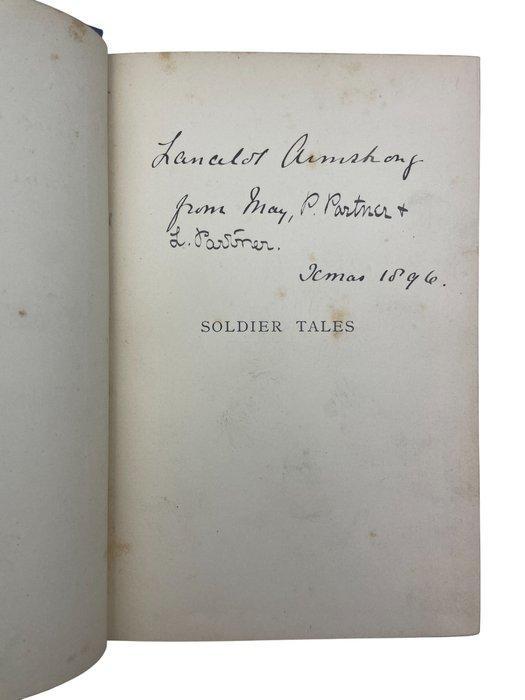 Lancelot Armstrong
from May, P. Partner +
L. Partner.
Xmas 1896.
SOLDIER TALES